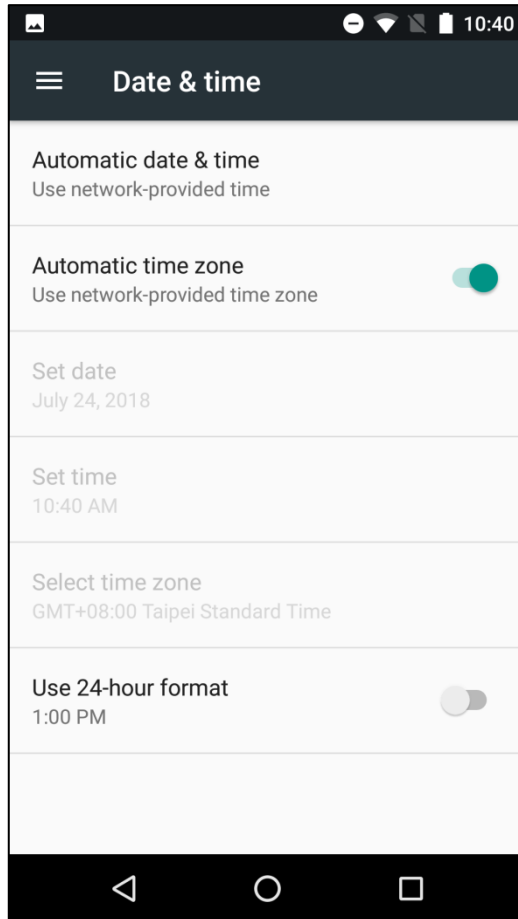 10:40
Date & time
Automatic date & time
Use network-provided time
Automatic time zone
Use network-provided time zone
Set date
July 24, 2018
Set time
10:40 AM
Select time zone
GMT+08:00 Taipei Standard Time
Use 24-hour format
1:00 PM